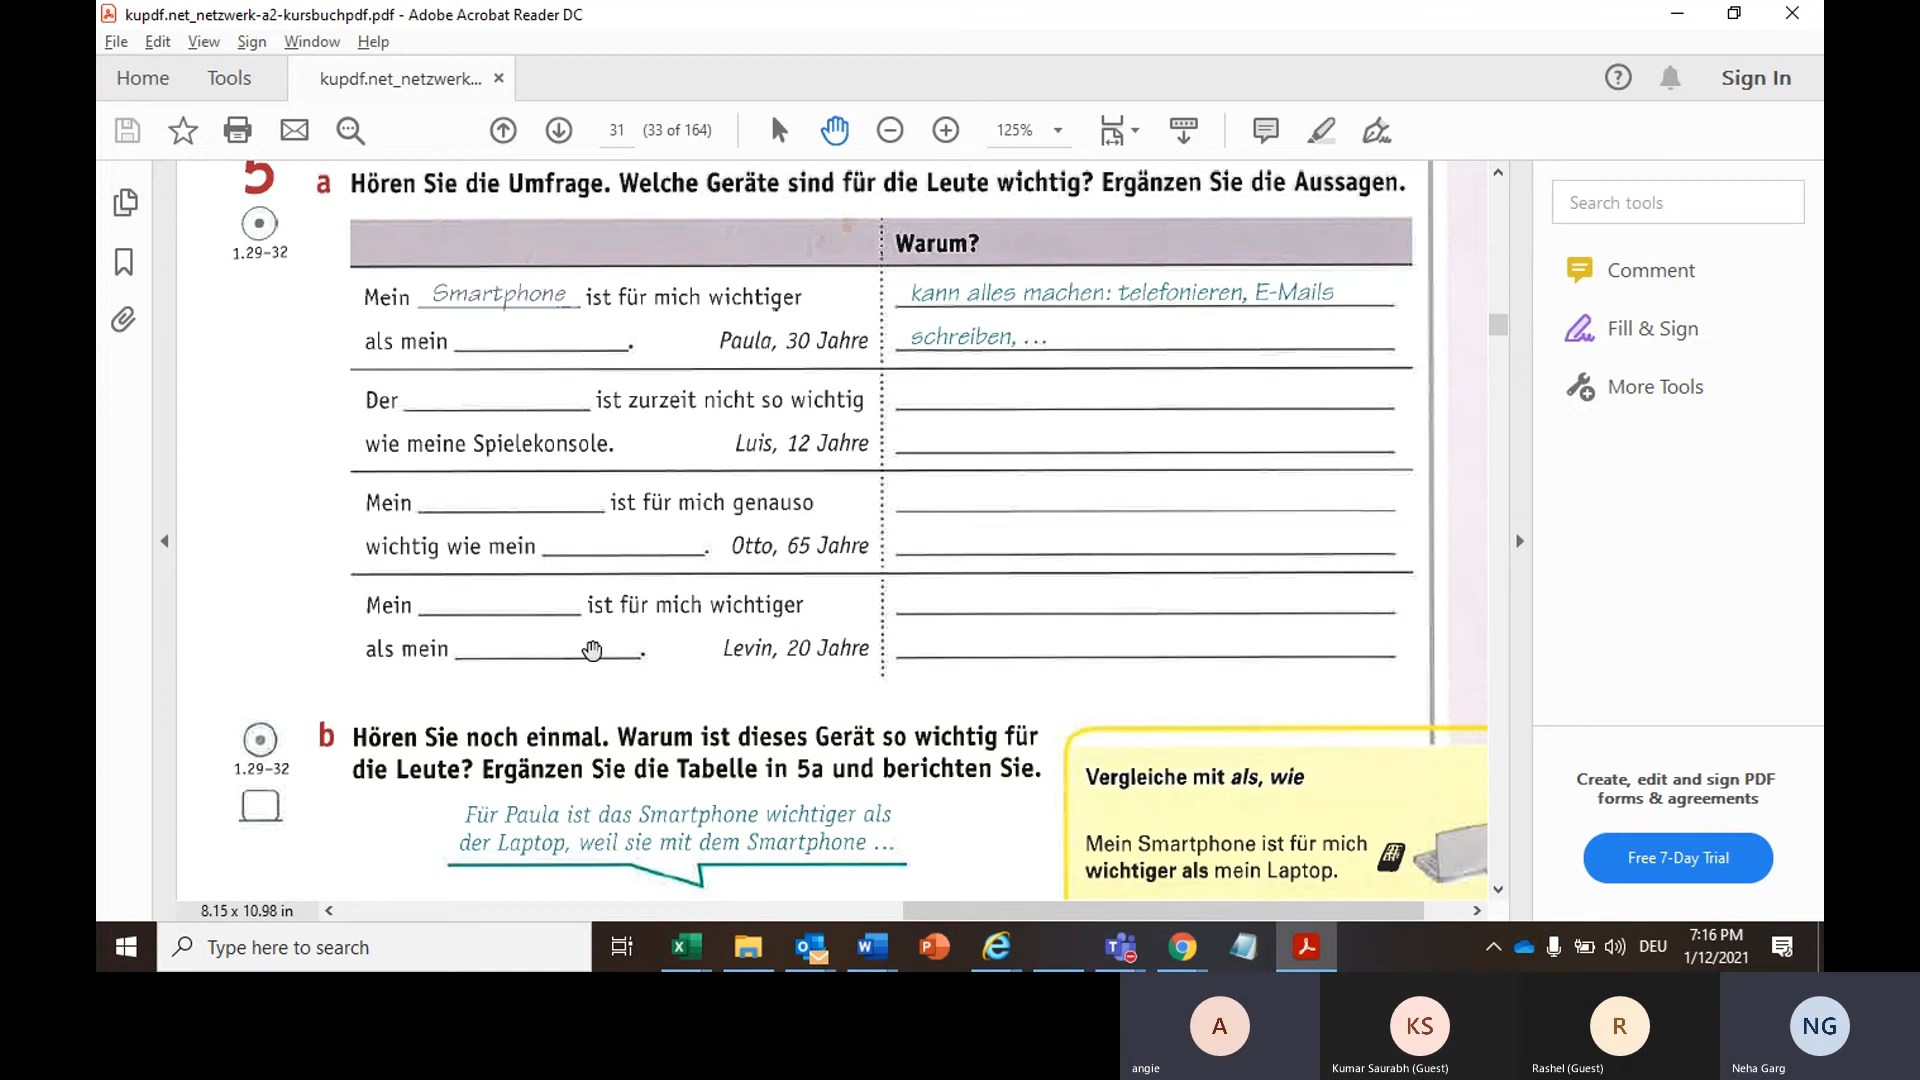 kupdf.net_netzwerk-a2-kursbuchpdf.pdf - Adobe Acrobat Reader DC
File Edit View Sign Window Help
Home Tools kupdf.net_netzwerk... × Sign In
31 (33 of 164) 125%
5 a Hören Sie die Umfrage. Welche Geräte sind für die Leute wichtig? Ergänzen Sie die Aussagen.
1.29–32
Warum?
Mein Smartphone ist für mich wichtiger
als mein ____________. Paula, 30 Jahre
kann alles machen: telefonieren, E-Mails
schreiben, ...
Der ____________ ist zurzeit nicht so wichtig
wie meine Spielekonsole. Luis, 12 Jahre
Mein ____________ ist für mich genauso
wichtig wie mein ____________. Otto, 65 Jahre
Mein ____________ ist für mich wichtiger
als mein ____________. Levin, 20 Jahre
b Hören Sie noch einmal. Warum ist dieses Gerät so wichtig für
die Leute? Ergänzen Sie die Tabelle in 5a und berichten Sie.
1.29–32
Für Paula ist das Smartphone wichtiger als
der Laptop, weil sie mit dem Smartphone ...
Vergleiche mit als, wie
Mein Smartphone ist für mich
wichtiger als mein Laptop.
8.15 x 10.98 in
Search tools
Comment
Fill & Sign
More Tools
Create, edit and sign PDF
forms & agreements
Free 7-Day Trial
Type here to search
DEU
7:16 PM
1/12/2021
A
KS
R
NG
angie
Kumar Saurabh (Guest)
Rashel (Guest)
Neha Garg